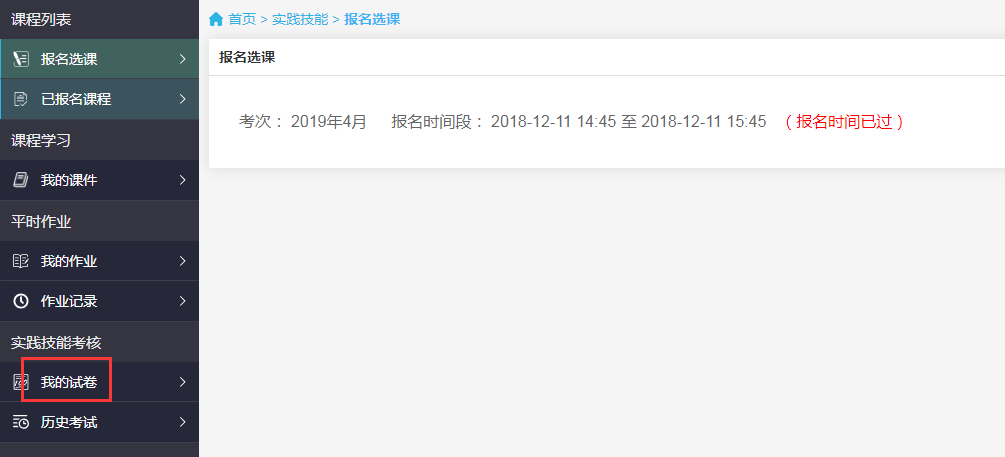 课程列表
报名选课
已报名课程
课程学习
我的课件
平时作业
我的作业
作业记录
实践技能考核
我的试卷
历史考试
首页 > 实践技能 > 报名选课
报名选课
考次： 2019年4月 报名时间段： 2018-12-11 14:45 至 2018-12-11 15:45 （ 报名时间已过 ）